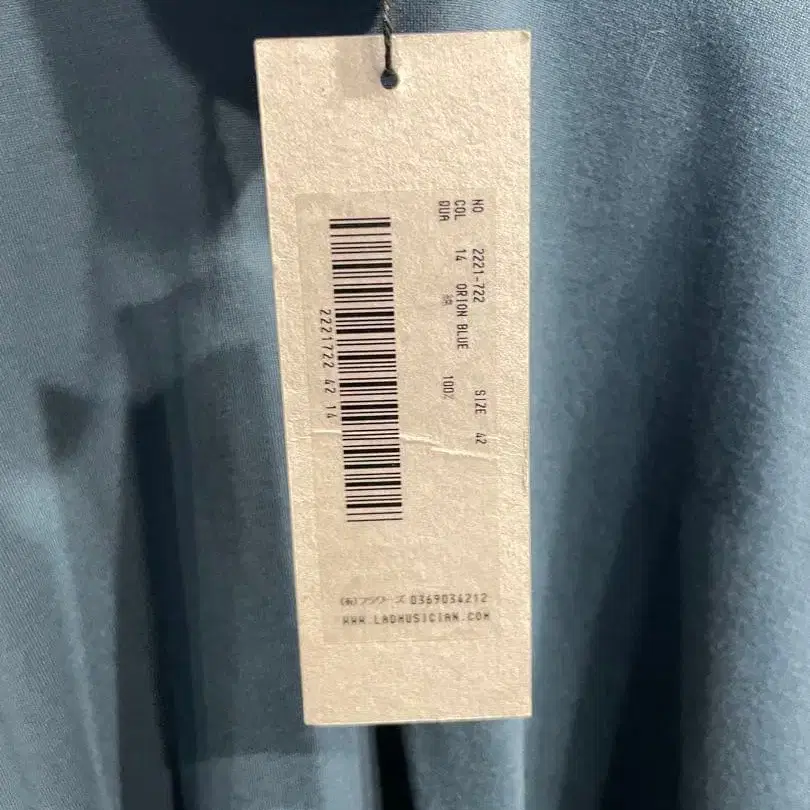 NO 2221-722 SIZE 42
COL 14 ORION BLUE
QUA 綿 100%
2221722 42 14
(有)フラワーズ 0369034212
WWW.LADMUSICIAN.COM